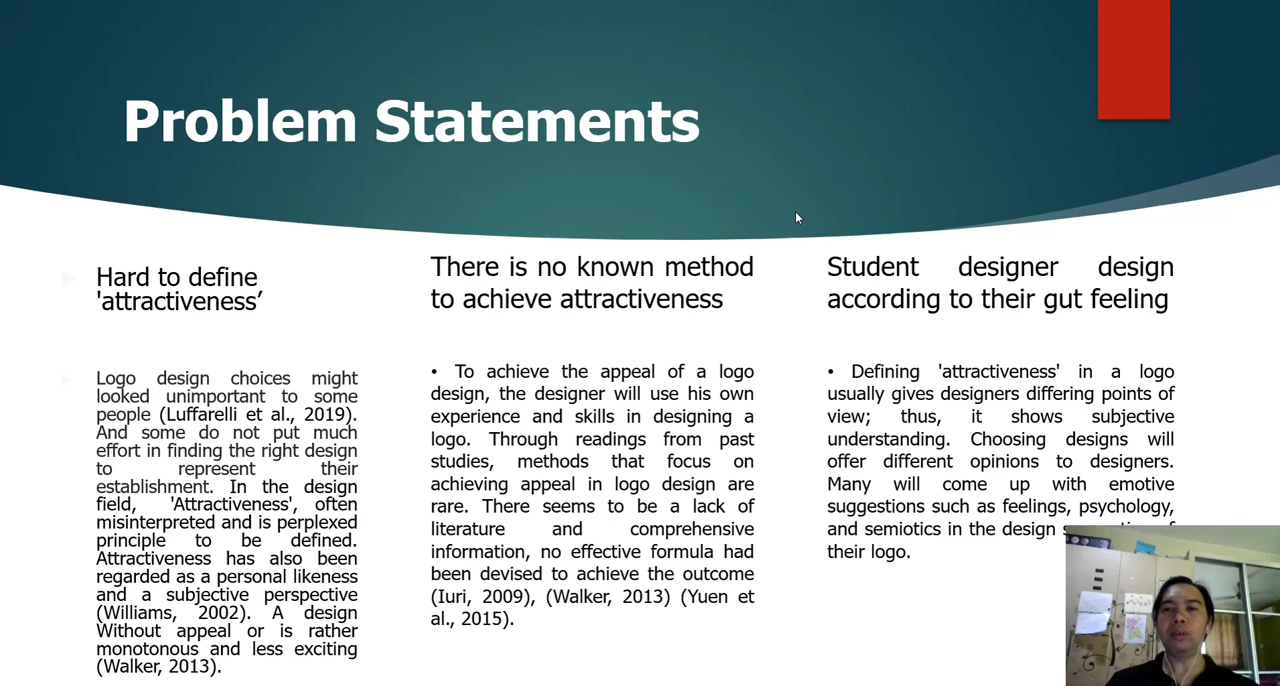 Problem Statements
Hard to define
'attractiveness’
Logo design choices might
looked unimportant to some
people (Luffarelli et al., 2019).
And some do not put much
effort in finding the right design
to represent their
establishment. In the design
field, 'Attractiveness', often
misinterpreted and is perplexed
principle to be defined.
Attractiveness has also been
regarded as a personal likeness
and a subjective perspective
(Williams, 2002). A design
Without appeal or is rather
monotonous and less exciting
(Walker, 2013).
There is no known method
to achieve attractiveness
• To achieve the appeal of a logo
design, the designer will use his own
experience and skills in designing a
logo. Through readings from past
studies, methods that focus on
achieving appeal in logo design are
rare. There seems to be a lack of
literature and comprehensive
information, no effective formula had
been devised to achieve the outcome
(Iuri, 2009), (Walker, 2013) (Yuen et
al., 2015).
Student designer design
according to their gut feeling
• Defining 'attractiveness' in a logo
usually gives designers differing points of
view; thus, it shows subjective
understanding. Choosing designs will
offer different opinions to designers.
Many will come up with emotive
suggestions such as feelings, psychology,
and semiotics in the design
their logo.